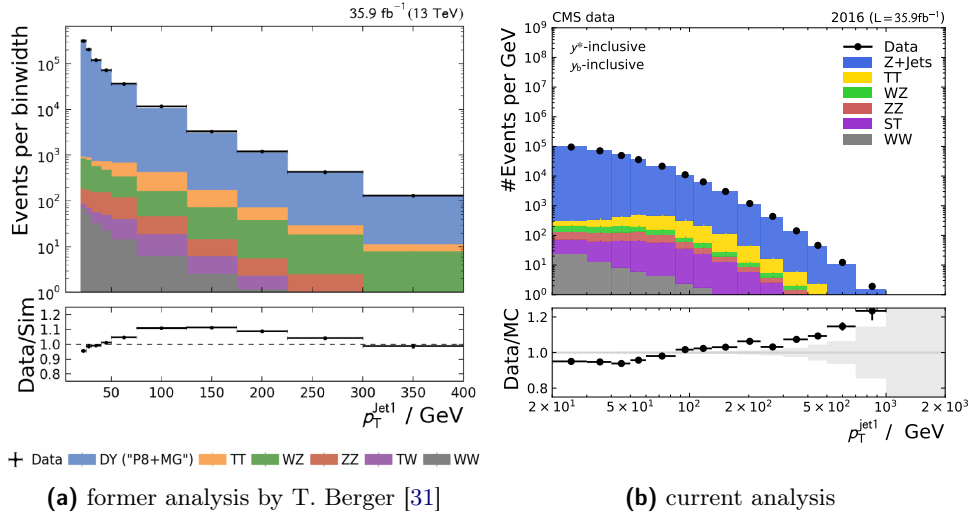 35.9 fb⁻¹ (13 TeV)
Events per binwidth
10⁵
10⁴
10³
10²
10¹
10⁰
Data/Sim
1.2
1.1
1.0
0.9
50 100 150 200 250 300 350 400
p_T^Jet1 / GeV
Data DY ("P8+MG") TT WZ ZZ TW WW
(a) former analysis by T. Berger [31]
CMS data 2016 (L = 35.9fb⁻¹)
y*-inclusive
y_b-inclusive
Data
Z+Jets
TT
WZ
ZZ
ST
WW
#Events per GeV
10⁹
10⁸
10⁷
10⁶
10⁵
10⁴
10³
10²
10¹
10⁰
Data/MC
1.2
1.0
0.8
2 × 10¹ 5 × 10¹ 10² 2 × 10² 5 × 10² 10³ 2 × 10³
p_T^jet1 / GeV
(b) current analysis